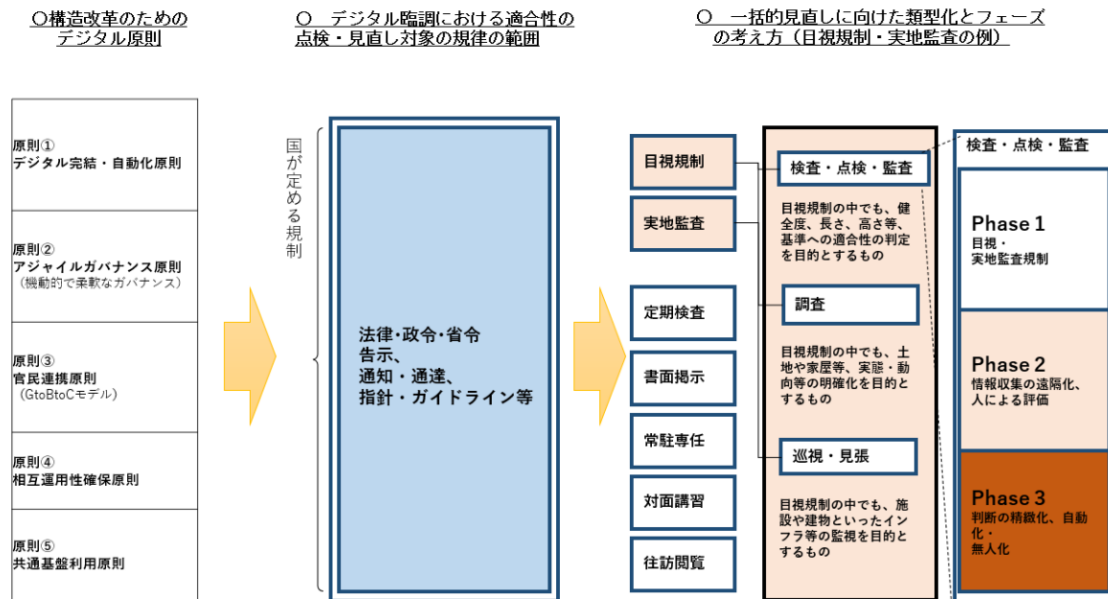 〇構造改革のための
デジタル原則
〇 デジタル臨調における適合性の
点検・見直し対象の規律の範囲
〇 一括的見直しに向けた類型化とフェーズ
の考え方（目視規制・実地監査の例）
原則①
デジタル完結・自動化原則
原則②
アジャイルガバナンス原則
（機動的で柔軟なガバナンス）
原則③
官民連携原則
（GtoBtoCモデル）
原則④
相互運用性確保原則
原則⑤
共通基盤利用原則
国が定める規制
法律・政令・省令
告示、
通知・通達、
指針・ガイドライン等
目視規制
実地監査
定期検査
書面掲示
常駐専任
対面講習
往訪閲覧
検査・点検・監査
目視規制の中でも、健
全度、長さ、高さ等、
基準への適合性の判定
を目的とするもの
調査
目視規制の中でも、土
地や家屋等、実態・動
向等の明確化を目的と
するもの
巡視・見張
目視規制の中でも、施
設や建物といったイン
フラ等の監視を目的と
するもの
検査・点検・監査
Phase 1
目視・
実地監査規制
Phase 2
情報収集の遠隔化、
人による評価
Phase 3
判断の精緻化、自動
化・
無人化